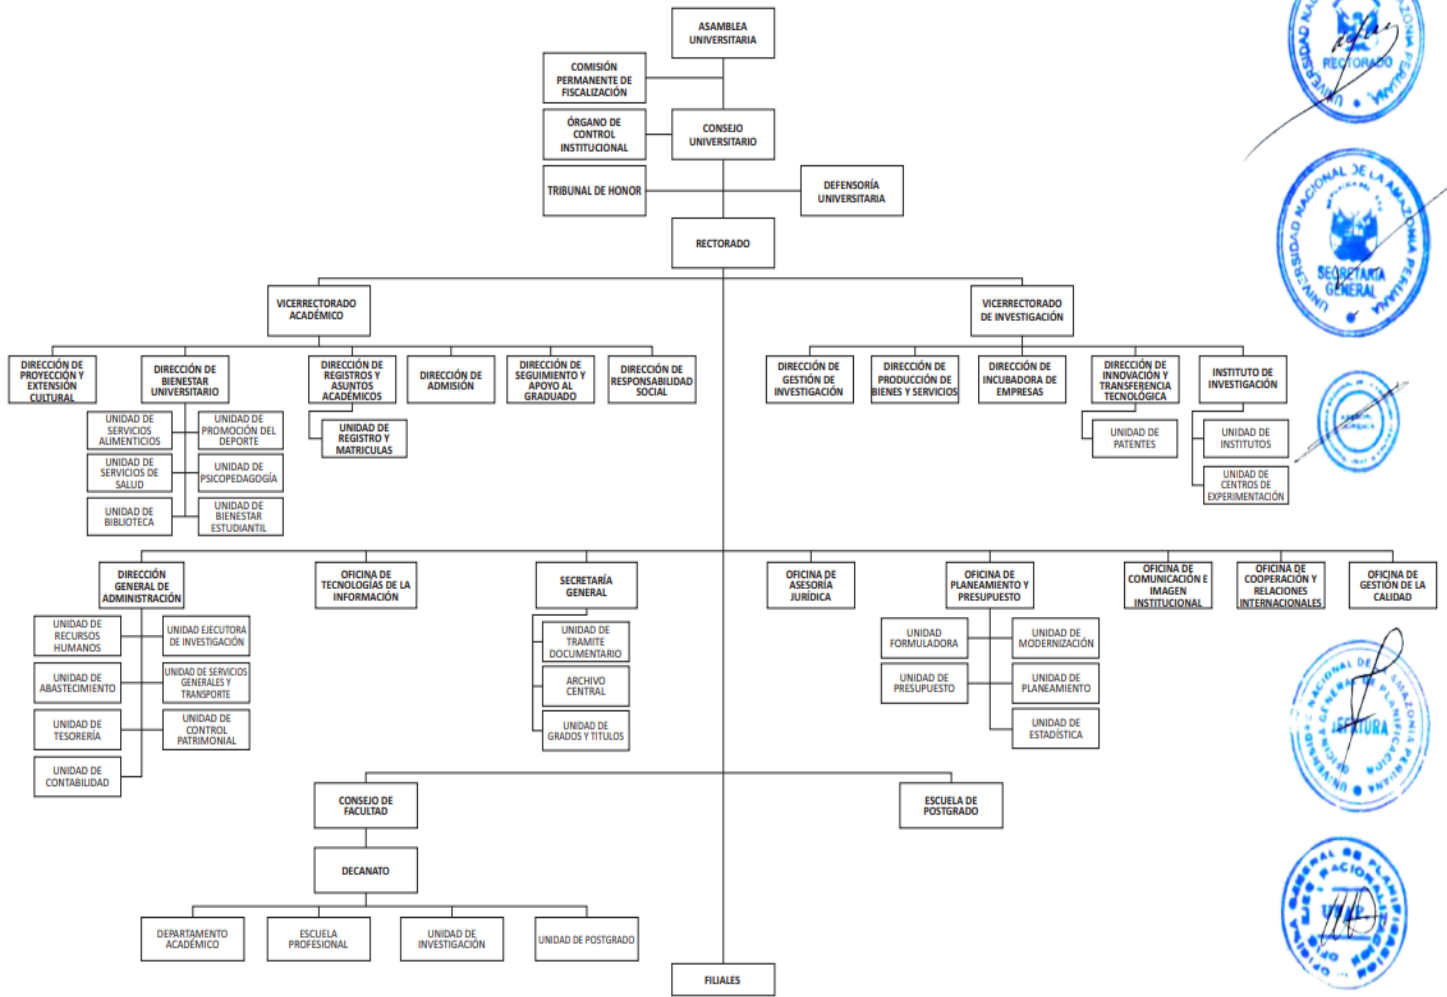 ASAMBLEA
UNIVERSITARIA
COMISIÓN
PERMANENTE DE
FISCALIZACIÓN
ÓRGANO DE
CONTROL
INSTITUCIONAL
CONSEJO
UNIVERSITARIO
TRIBUNAL DE HONOR
DEFENSORÍA
UNIVERSITARIA
RECTORADO
VICERRECTORADO
ACADÉMICO
VICERRECTORADO
DE INVESTIGACIÓN
DIRECCIÓN DE
PROYECCIÓN Y
EXTENSIÓN
CULTURAL
DIRECCIÓN DE
BIENESTAR
UNIVERSITARIO
DIRECCIÓN DE
REGISTROS Y
ASUNTOS
ACADÉMICOS
DIRECCIÓN DE
ADMISIÓN
DIRECCIÓN DE
SEGUIMIENTO Y
APOYO AL
GRADUADO
DIRECCIÓN DE
RESPONSABILIDAD
SOCIAL
DIRECCIÓN DE
GESTIÓN DE
INVESTIGACIÓN
DIRECCIÓN DE
PRODUCCIÓN DE
BIENES Y SERVICIOS
DIRECCIÓN DE
INCUBADORA DE
EMPRESAS
DIRECCIÓN DE
INNOVACIÓN Y
TRANSFERENCIA
TECNOLÓGICA
INSTITUTO DE
INVESTIGACIÓN
UNIDAD DE
SERVICIOS
ALIMENTICIOS
UNIDAD DE
PROMOCIÓN DEL
DEPORTE
UNIDAD DE
REGISTRO Y
MATRICULAS
UNIDAD DE
PATENTES
UNIDAD DE
INSTITUTOS
UNIDAD DE
SERVICIOS DE
SALUD
UNIDAD DE
PSICOPEDAGOGÍA
UNIDAD DE
CENTROS DE
EXPERIMENTACIÓN
UNIDAD DE
BIBLIOTECA
UNIDAD DE
BIENESTAR
ESTUDIANTIL
DIRECCIÓN
GENERAL DE
ADMINISTRACIÓN
OFICINA DE
TECNOLOGÍAS DE LA
INFORMACIÓN
SECRETARÍA
GENERAL
OFICINA DE
ASESORÍA
JURÍDICA
OFICINA DE
PLANEAMIENTO Y
PRESUPUESTO
OFICINA DE
COMUNICACIÓN E
IMAGEN
INSTITUCIONAL
OFICINA DE
COOPERACIÓN Y
RELACIONES
INTERNACIONALES
OFICINA DE
GESTIÓN DE LA
CALIDAD
UNIDAD DE
RECURSOS
HUMANOS
UNIDAD EJECUTORA
DE INVESTIGACIÓN
UNIDAD DE
TRAMITE
DOCUMENTARIO
UNIDAD
FORMULADORA
UNIDAD DE
MODERNIZACIÓN
UNIDAD DE
ABASTECIMIENTO
UNIDAD DE SERVICIOS
GENERALES Y
TRANSPORTE
ARCHIVO
CENTRAL
UNIDAD DE
PRESUPUESTO
UNIDAD DE
PLANEAMIENTO
UNIDAD DE
TESORERÍA
UNIDAD DE
CONTROL
PATRIMONIAL
UNIDAD DE
GRADOS Y TITULOS
UNIDAD DE
ESTADÍSTICA
UNIDAD DE
CONTABILIDAD
CONSEJO DE
FACULTAD
ESCUELA DE
POSTGRADO
DECANATO
DEPARTAMENTO
ACADÉMICO
ESCUELA
PROFESIONAL
UNIDAD DE
INVESTIGACIÓN
UNIDAD DE POSTGRADO
FILIALES
RECTORADO
UNIVERSIDAD NACIONAL DE LA AMAZONIA PERUANA
SECRETARIA
GENERAL
JEFATURA